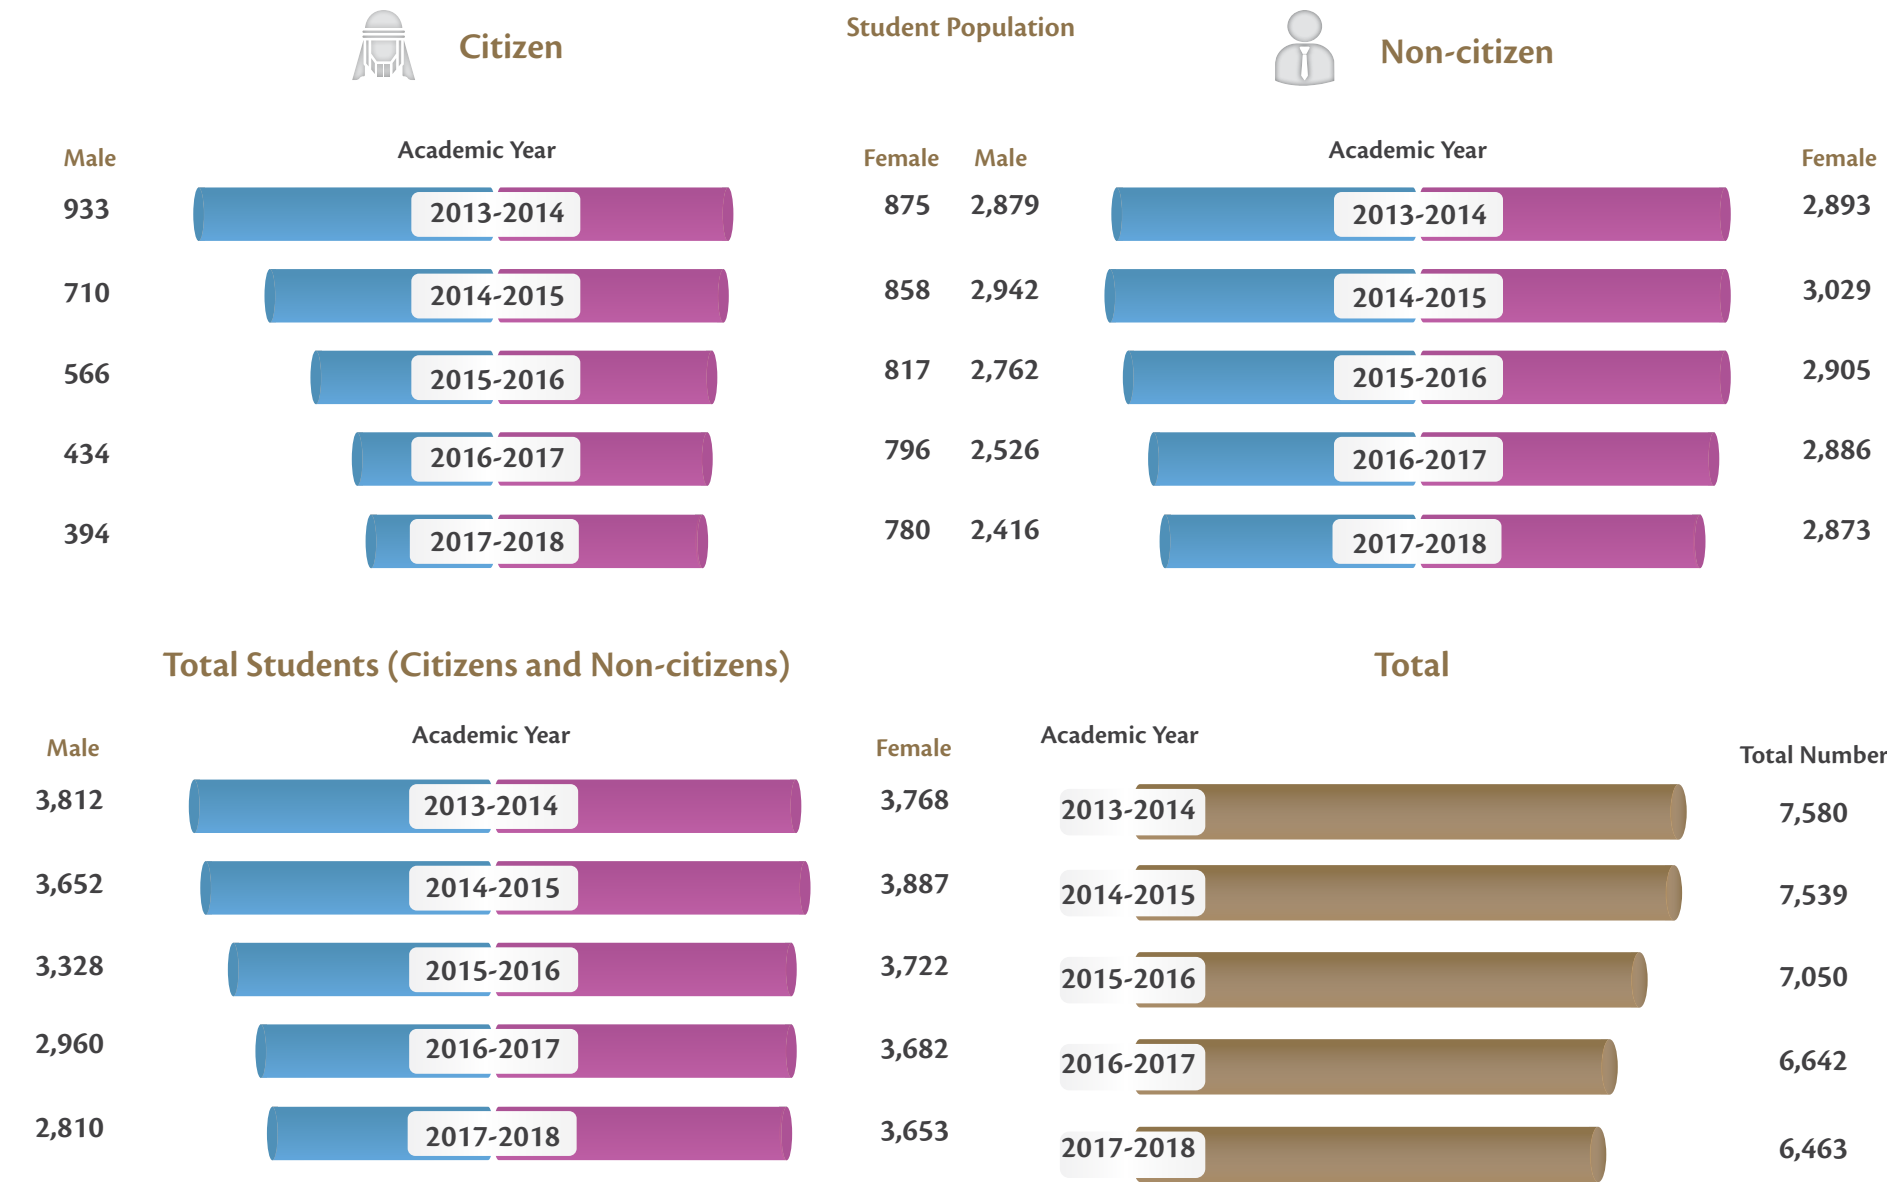 Student Population
Citizen
Non-citizen
Male Academic Year Female
933 2013-2014 875
710 2014-2015 858
566 2015-2016 817
434 2016-2017 796
394 2017-2018 780
Male Academic Year Female
2,879 2013-2014 2,893
2,942 2014-2015 3,029
2,762 2015-2016 2,905
2,526 2016-2017 2,886
2,416 2017-2018 2,873
Total Students (Citizens and Non-citizens)
Male Academic Year Female
3,812 2013-2014 3,768
3,652 2014-2015 3,887
3,328 2015-2016 3,722
2,960 2016-2017 3,682
2,810 2017-2018 3,653
Total
Academic Year Total Number
2013-2014 7,580
2014-2015 7,539
2015-2016 7,050
2016-2017 6,642
2017-2018 6,463